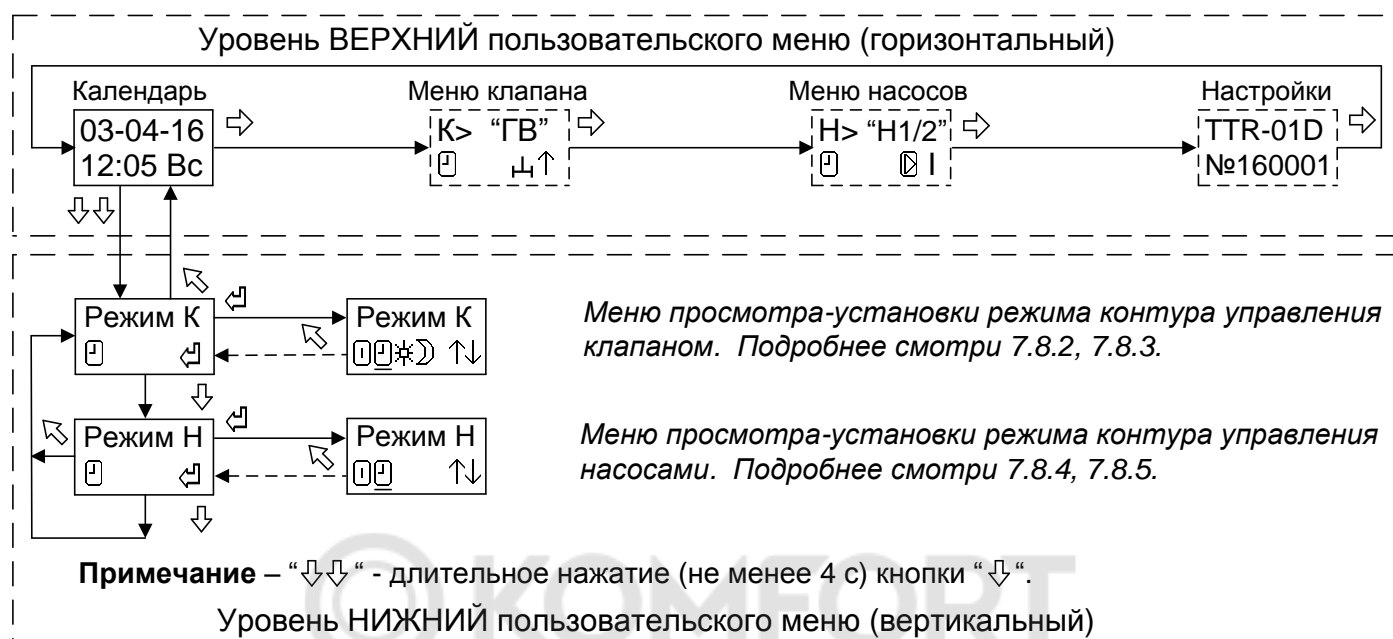 Уровень ВЕРХНИЙ пользовательского меню (горизонтальный)
Календарь Меню клапана Меню насосов Настройки
03-04-16 К> “ГВ” Н> “Н1/2” TTR-01D
12:05 Вс I №160001
Режим К Режим К Меню просмотра-установки режима контура управления
клапаном. Подробнее смотри 7.8.2, 7.8.3.
Режим Н Режим Н Меню просмотра-установки режима контура управления
насосами. Подробнее смотри 7.8.4, 7.8.5.
Примечание – “⇩⇩“ - длительное нажатие (не менее 4 с) кнопки “⇩“.
KOMFORT
Уровень НИЖНИЙ пользовательского меню (вертикальный)